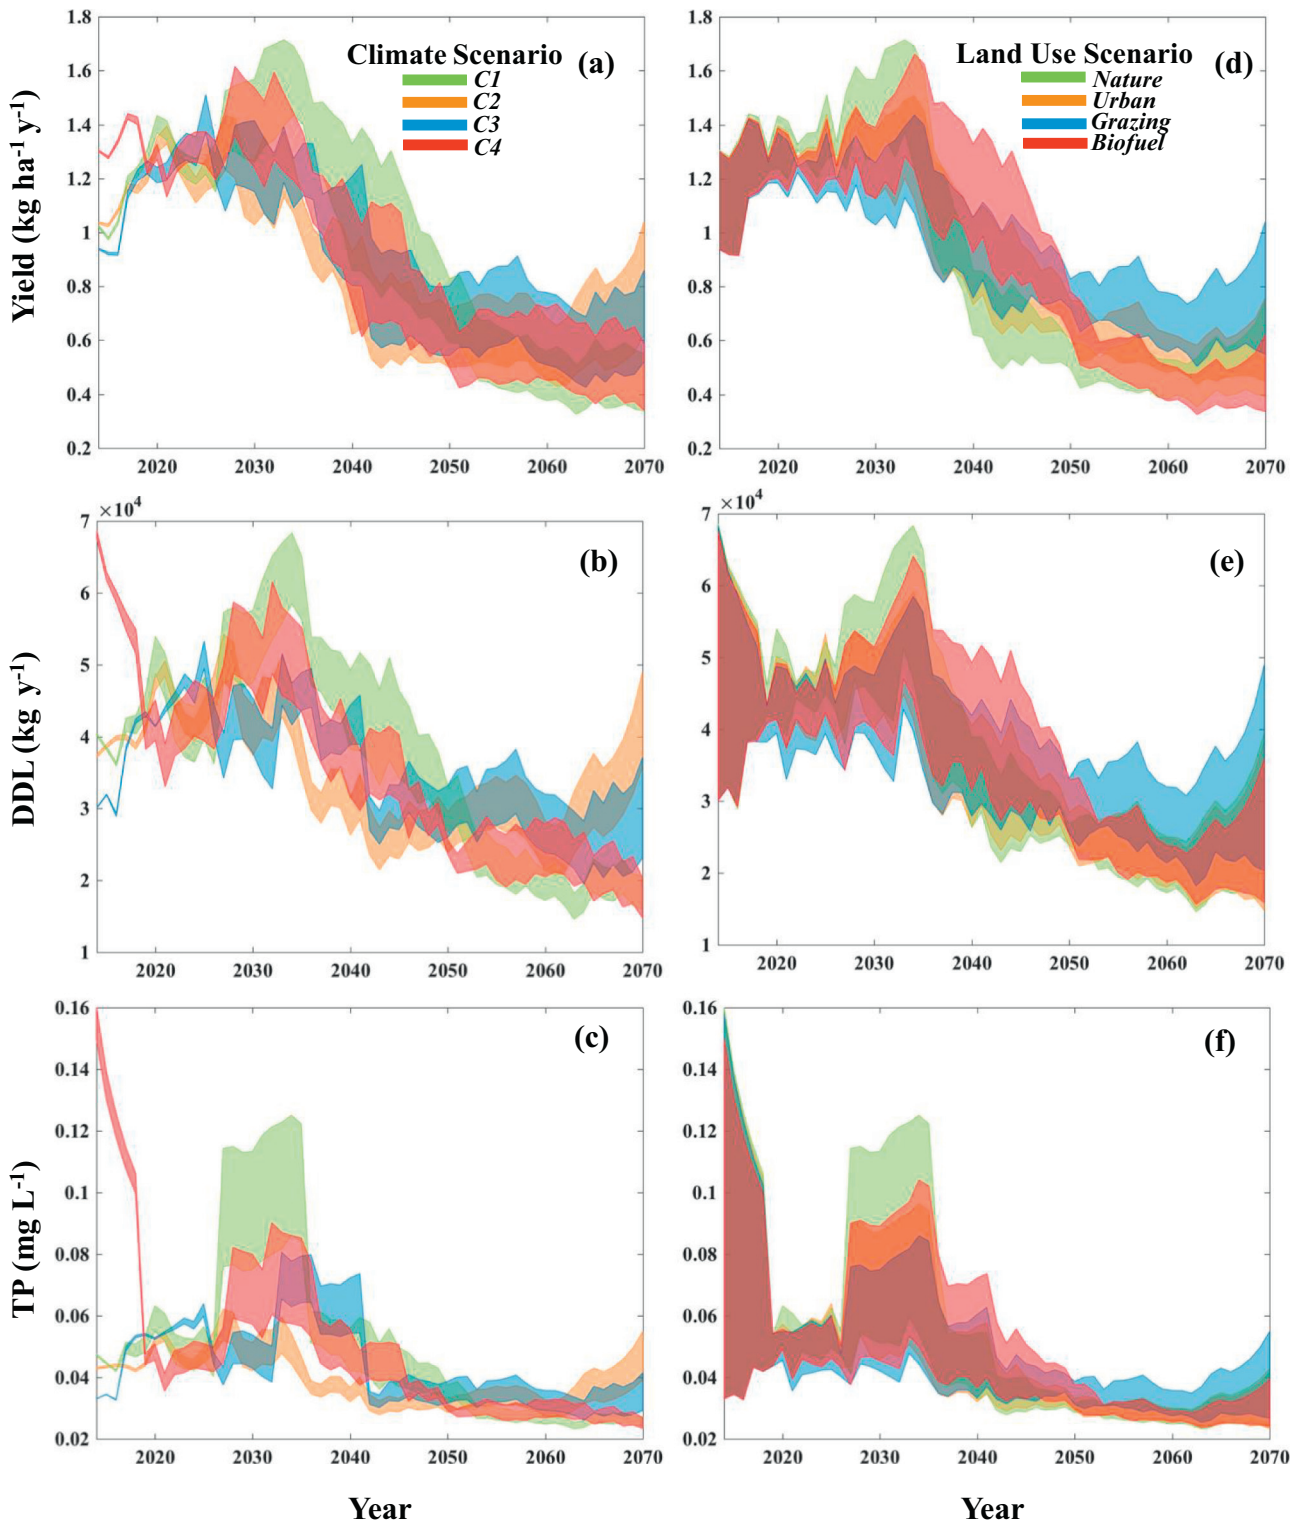 Climate Scenario
C1
C2
C3
C4
(a)
Yield (kg ha-1 y-1)
1.8
1.6
1.4
1.2
1
0.8
0.6
0.4
0.2
2020 2030 2040 2050 2060 2070
Land Use Scenario
Nature
Urban
Grazing
Biofuel
(d)
1.8
1.6
1.4
1.2
1
0.8
0.6
0.4
0.2
2020 2030 2040 2050 2060 2070
×10^4
(b)
DDL (kg y-1)
7
6
5
4
3
2
1
2020 2030 2040 2050 2060 2070
×10^4
(e)
7
6
5
4
3
2
1
2020 2030 2040 2050 2060 2070
(c)
TP (mg L-1)
0.16
0.14
0.12
0.1
0.08
0.06
0.04
0.02
2020 2030 2040 2050 2060 2070
Year
(f)
0.16
0.14
0.12
0.1
0.08
0.06
0.04
0.02
2020 2030 2040 2050 2060 2070
Year